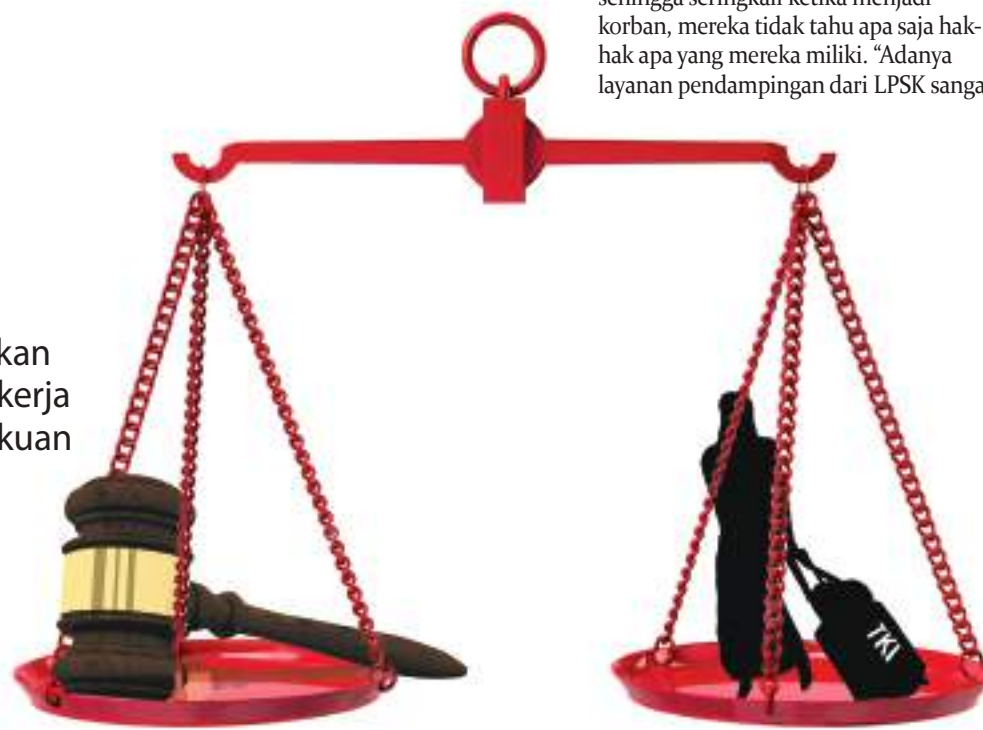 korban, mereka tidak tahu apa saja hak-
hak apa yang mereka miliki. “Adanya
layanan pendampingan dari LPSK sanga
kan
kerja
kuan
TKI